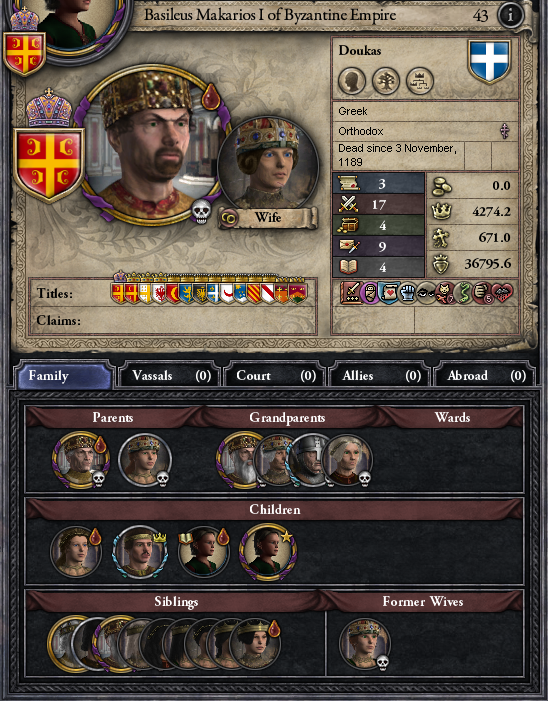 Basileus Makarios I of Byzantine Empire
43
i
Doukas
Greek
Orthodox
Dead since 3 November,
1189
3
0.0
17
4274.2
4
671.0
9
36795.6
4
Wife
Titles:
Claims:
Family
Vassals (0)
Court (0)
Allies (0)
Abroad (0)
Parents
Grandparents
Wards
Children
Siblings
Former Wives